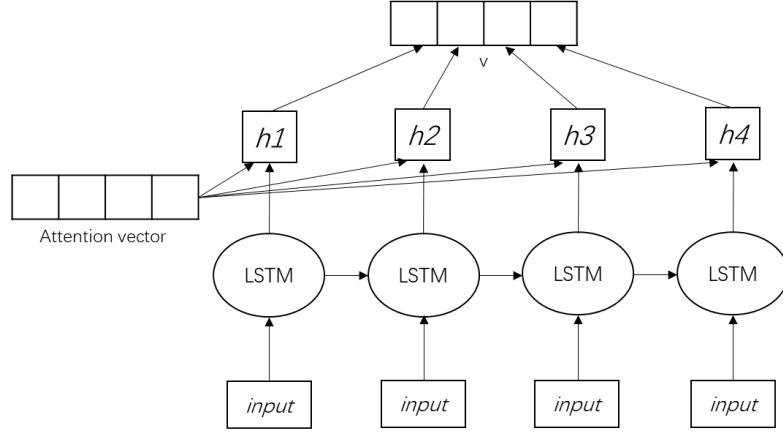 v
h1
h2
h3
h4
Attention vector
LSTM
LSTM
LSTM
LSTM
input
input
input
input